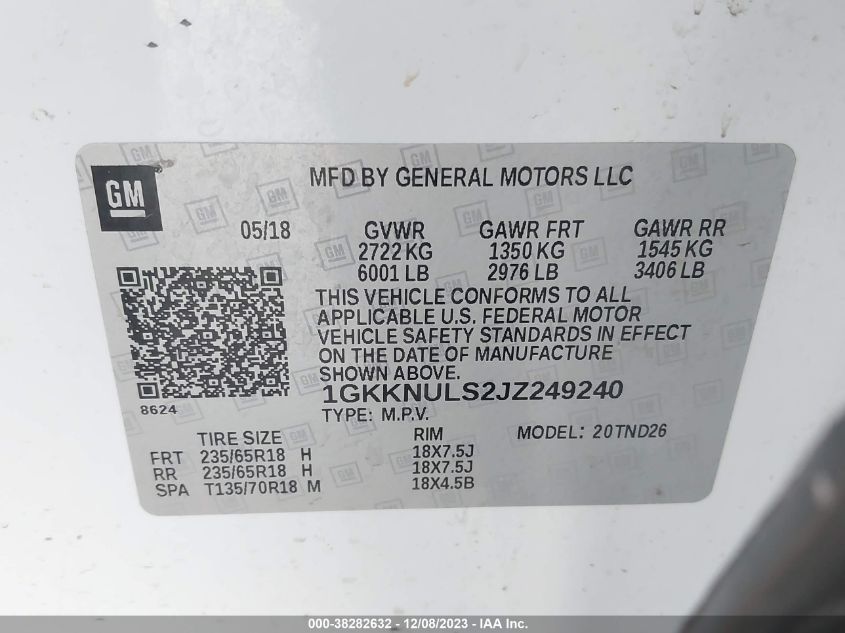 GM
MFD BY GENERAL MOTORS LLC
05/18 GVWR GAWR FRT GAWR RR
2722 KG 1350 KG 1545 KG
6001 LB 2976 LB 3406 LB
THIS VEHICLE CONFORMS TO ALL
APPLICABLE U.S. FEDERAL MOTOR
VEHICLE SAFETY STANDARDS IN EFFECT
ON THE DATE OF MANUFACTURE
SHOWN ABOVE.
1GKKNULS2JZ249240
8624
TYPE: M.P.V.
TIRE SIZE RIM MODEL: 20TND26
FRT 235/65R18 H 18X7.5J
RR 235/65R18 H 18X7.5J
SPA T135/70R18 M 18X4.5B
000-38282632 - 12/08/2023 - IAA Inc.